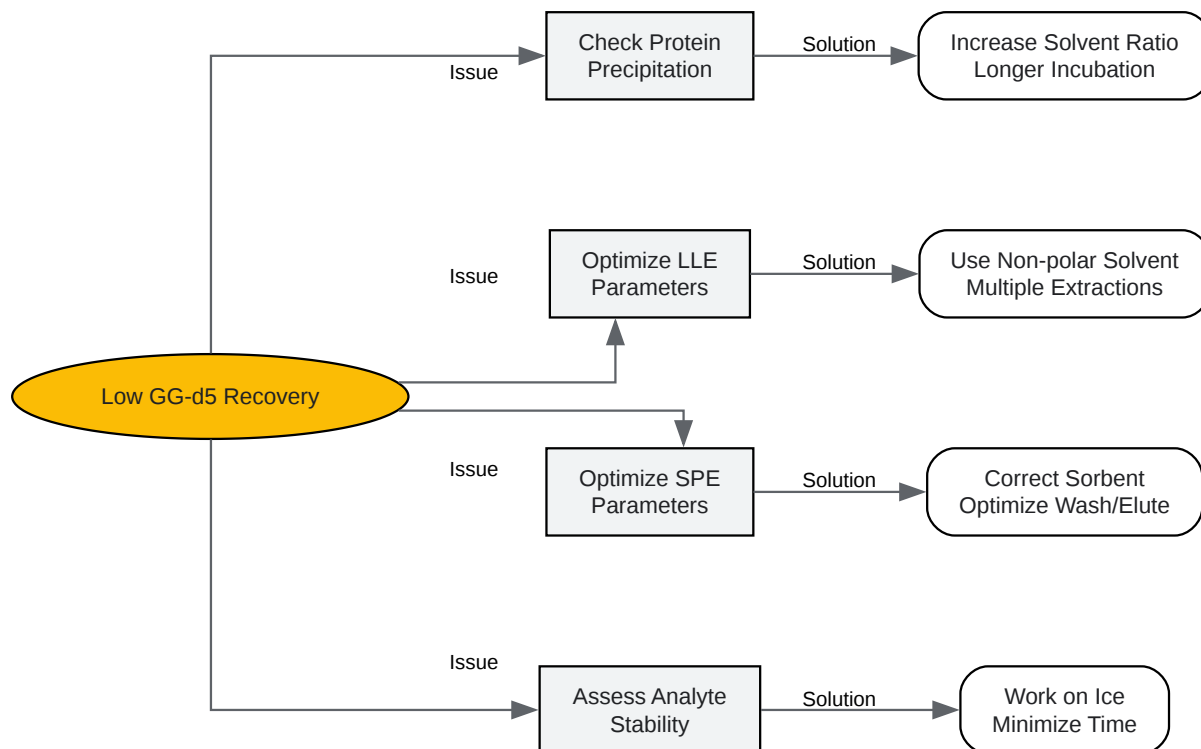 Check Protein
Precipitation
Solution
Increase Solvent Ratio
Longer Incubation
Issue
Optimize LLE
Parameters
Solution
Use Non-polar Solvent
Multiple Extractions
Issue
Low GG-d5 Recovery
Optimize SPE
Parameters
Solution
Correct Sorbent
Optimize Wash/Elute
Issue
Assess Analyte
Stability
Solution
Work on Ice
Minimize Time
Issue